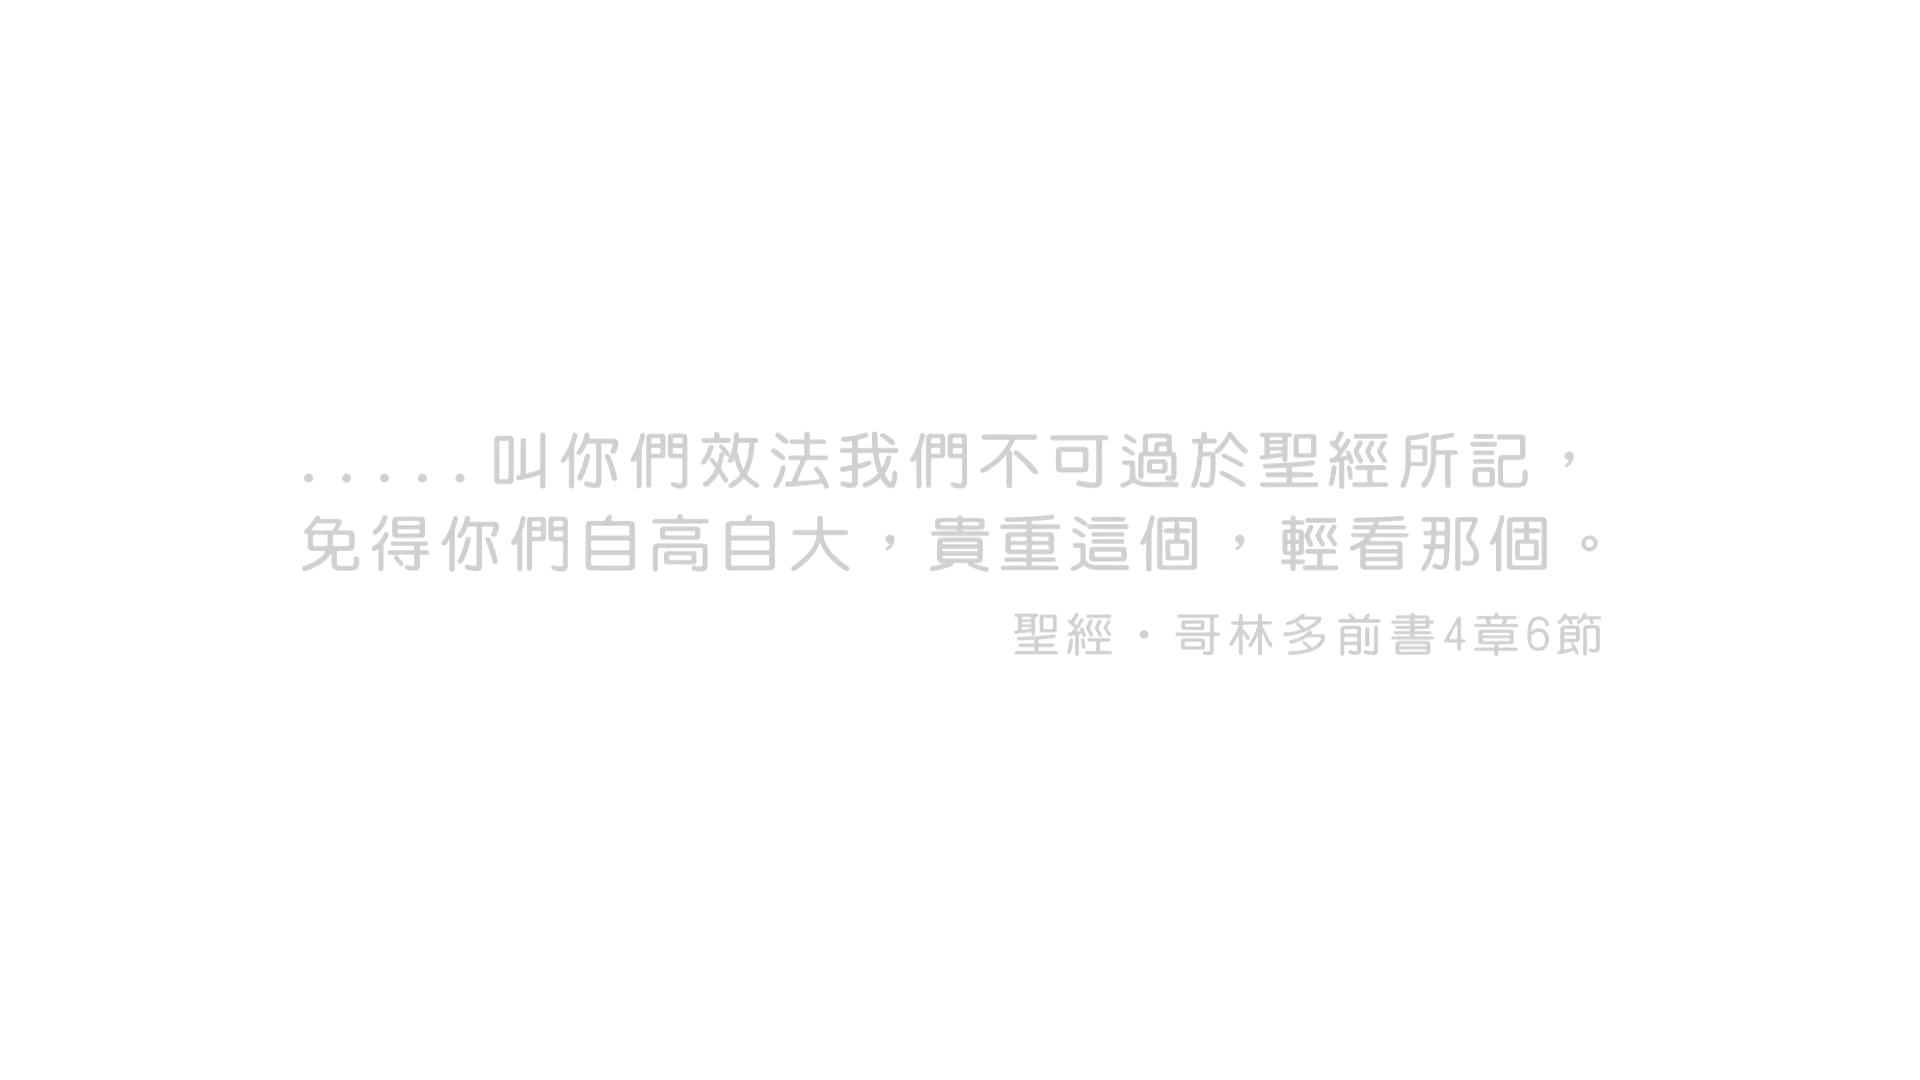 .....叫你們效法我們不可過於聖經所記，
免得你們自高自大，貴重這個，輕看那個。
聖經・哥林多前書4章6節